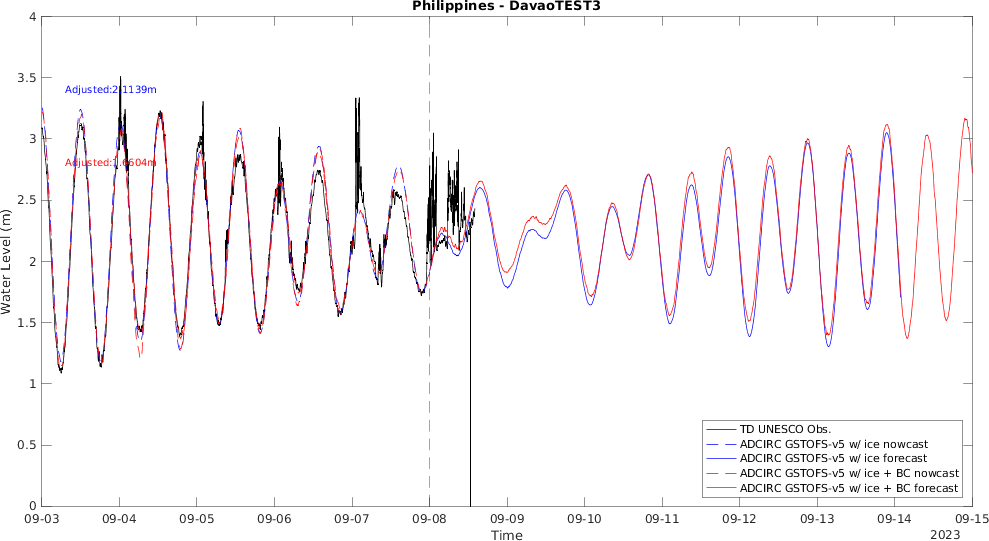 Philippines - DavaoTEST3
Water Level (m)
4
3.5
3
2.5
2
1.5
1
0.5
0
Adjusted:2.1139m
Adjusted:1.6604m
TD UNESCO Obs.
ADCIRC GSTOFS-v5 w/ ice nowcast
ADCIRC GSTOFS-v5 w/ ice forecast
ADCIRC GSTOFS-v5 w/ ice + BC nowcast
ADCIRC GSTOFS-v5 w/ ice + BC forecast
09-03 09-04 09-05 09-06 09-07 09-08 09-09 09-10 09-11 09-12 09-13 09-14 09-15
Time
2023